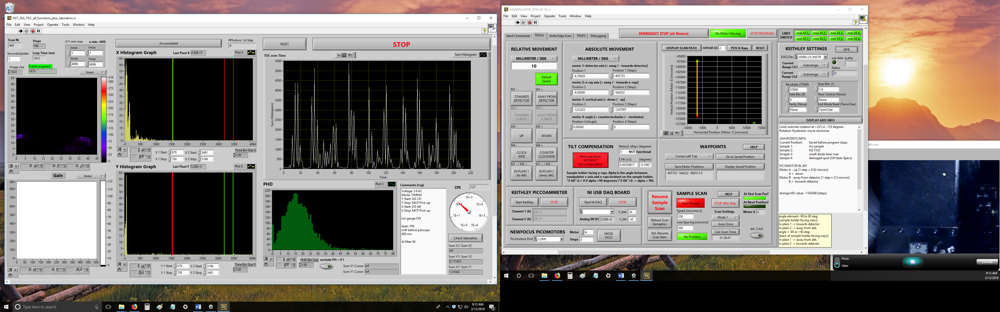 AST_GUI_TDC_all_functions_plus_saturation.vi
File Edit View Project Operate Tools Window Help
Scan Nr
443
Steps
196
X/Y min max x min =840
SecondsUpdate
1
Loop Time (ms)
1011
Xmin
1
Ymin
1
Xmax
4096
Ymax
4096
Image size
1024
Events acquired
1670
linear
Accumulated
#Photons 1st Step
9
X Histogram Graph
Last Pixel X 0.00E+0
Plot 0
X 1 Start 678 X 2 Start 3481
X 1 Stop 700 X 2 Stop 3196
Time Bin Size X
1.00
Y Histogram Graph
Last Pixel Y 3.28E+3
Plot 0
Y 1 Start 678 Y 2 Start 3196
Y 1 Stop 700 Y 2 Stop 3481
Time Bin Size Y
1.00
Gain
linear
RESET
STOP
TDC over Time
Sum Histogram
Sum (Histogram)
Time
PHD
Plot 0
PHD Bin Size
1.00
exclude PH = 0 ?
Sum X1 Cursor Inf
Sum Y1 Cursor Inf
Comments (Log)
Voltage: 3.6 kV
Mode: TIMING
Y Start: DG CD
Y Stop: MCP Pick-up
X Start: DG AB
X Stop: MCP Pick-up
ion gauge ON
laser: ON
mW before pericope
400 nm
Al filter IN
CPS 127
1E+0 1E+1 1E+2 1E+3 1E+4 1E+5 1E+6
Check Saturation
Sum X1/ Sum X2
Inf
Sum Y1/ Sum Y2
0.171655
Sum X1/ Sum Y1
1.01042
Type here to search
9:13 AM
2/12/2018
MANIPULATOR_2016-06-16.vi
File Edit View Project Operate Tools Window Help
Send Commands TRXAS Knife Edge Scan TRXPS Debugging
EMERGENCY STOP [all Motors]
No Motor Moving
STOP PROGRAM
LIMIT SWITCH
max M 1 max M 2 max M 3 max M 4
min M 1 min M 2 min M 3 min M 4
RELATIVE MOVEMENT
MILLIMETER / DEG
10
Default Speed
M1 - M1 +
TOWARDS DETECTOR
AWAY FROM DETECTOR
M2 - M2 +
TOWARDS X-RAYS
AWAY FROM X_RAYS
M3 - M3 +
UP DOWN
M4 - M4 +
CLOCK WISE
COUNTER CLOCKWISE
M1 - / M2 + M1 + / M2 -
IN PLAIN 1 (to det)
IN PLAIN 2 (away det)
ABSOLUTE MOVEMENT
MILLIMETER / DEG
motor 1: detector axis [+ away / - towards detector]
Position 1 Position 1 (Steps)
-6.70939 -405733
motor 2: x-ray axis [+ away / - towards x-rays]
Position 2 Position 2 (Steps)
-9.00000 -544252
motor 3: vertical axis [+ down / - up]
Position 3 Position 3 (Steps)
-123.825 -1247997
motor 4: angle [+ counterclockwise / - clockwise]
Position 4 [Angle] Position 4 (Steps)
0.00000 0
DISPLAY SCAN PATH
refresh (s) 2
POV X-Rays
RESET
Vertical Position (Motor 3) [microns]
Horizontal Position (Motor 1) [microns]
TILT COMPENSATION
Motor2-xRays (degrees)
0 NOT functional
Move up/down WITHOUT tilt compensation
Z tilt (x/z) (degrees)
0.00339817 -0.1947
Sample holder facing x-rays. Alpha is the angle between
manipulator z-axis and x-rays incident on the sample holder.
"Z tilt" is > 0 if alpha >90 degreees ("Z tilt" <0 -> alpha < 90).
WAYPOINTS
HELP
Corner Left Top
Go to Saved Position
Save Motor Positions
Display Saved Position
-405733 -544252 -980515 0
KEITHLEY PICCOAMMETER
Start Keithley STOP
Channel 1 (A) 0E+0
Channel 2 (A) 0E+0
NI USB DAQ BOARD
Start NI DAQ STOP
V_max 10
Analog IN (V) 0.00E+0 V_min -10
NEWFOCUS PICOMOTORS
Picomotors Port COM1
Motor A
Steps 0
MOVE PICO
Resume Sample Scan
Release Scan Semaphor
Rel. Resume Scan Sem.
SAMPLE SCAN
Scan Paused
Speed [microns/s]
200
Line Spacing [microns]
500
No Problem
HELP
STOP after Step
Scan Settings
Mode 1
Scan Once
Calc Scan Time
01:38:47
At first Scan Pos?
At Next Position?
Motor 6 0
ext. Cmd
KEITHLEY SETTINGS
GPIB
DAQ Dev GPIB0::25::INSTR
use data buffer
Current Range Ch1 Autorange
Status
0
Current Range Ch2 Autorange
Baudrate (57600) Stop Bits (1)
57600 1.0
Data Bits (8) Flow Control (None)
8 None
Parity (None) End Mode Read (TermChar)
None TermChar
DISPLAY AXIS INFO
Limit switches rotation at +225 or -135 degrees
Rotation Hysteresis: move clockwise
:WAYPOINTS INFO:
Current Position: Saved before program stops
Sample 1: Au sample
Sample 2: N3 TiO2
Smaple 3: small diode laser max
Sample 4: damaged spot (OH tests Specs)
PICOMOTOR BL 801
Motor A - up [1 step = 0.92 micron]
A + down
Motor B - away from detector [1 step = 0.5 micron]
B + towards detector
strange M2 value: -1183048 [steps]
angle element -90 to 90 deg:
[sample holder facing xrays]
In plain 1 -> towards detector
In plain 2 -> away from det.
angle <-90 or >90 deg:
[back of sample holder facing xrays]
In plain 1 -> away from det.
In plain 2 -> towards detector
oftware
Photo
Video
Controls
9:13 AM
2/12/2018